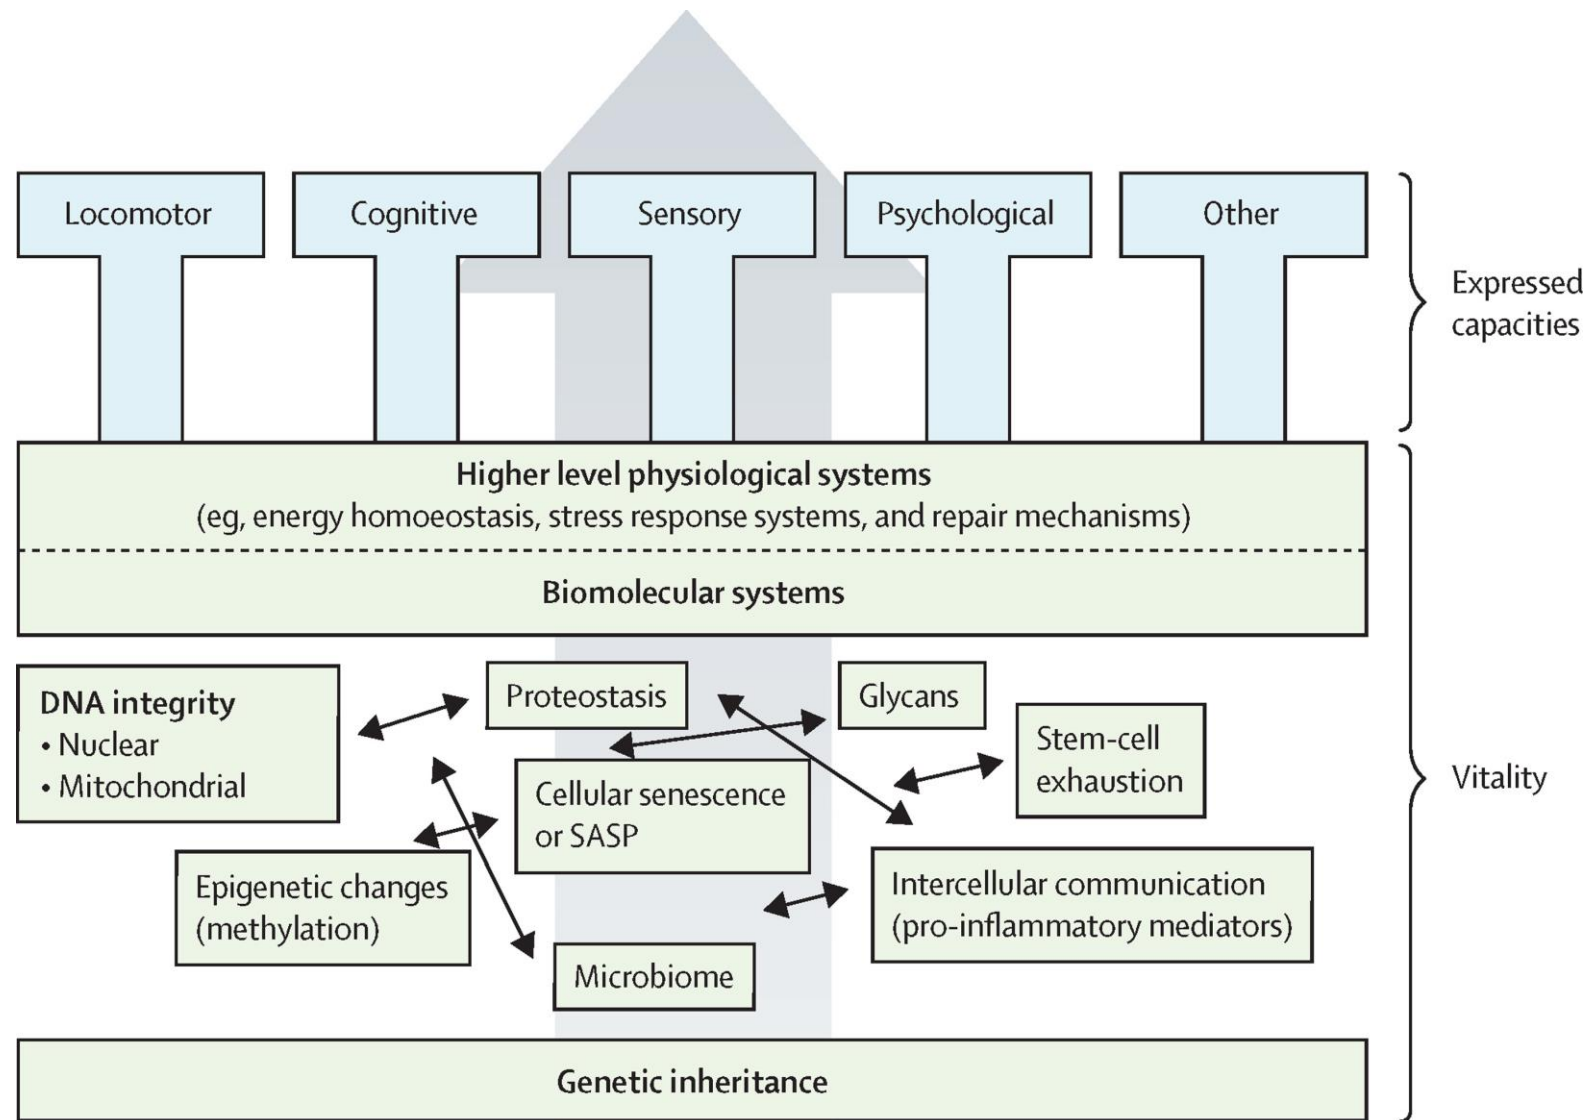 Locomotor
Cognitive
Sensory
Psychological
Other
Expressed
capacities
Higher level physiological systems
(eg, energy homoeostasis, stress response systems, and repair mechanisms)
Biomolecular systems
DNA integrity
• Nuclear
• Mitochondrial
Proteostasis
Glycans
Stem-cell
exhaustion
Cellular senescence
or SASP
Vitality
Epigenetic changes
(methylation)
Intercellular communication
(pro-inflammatory mediators)
Microbiome
Genetic inheritance